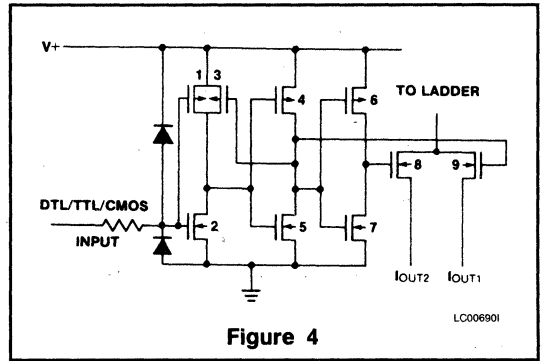 V+
1 3
4
6
TO LADDER
8
9
DTL/TTL/CMOS
INPUT
2
5
7
IOUT2
IOUT1
LC00690I
Figure 4